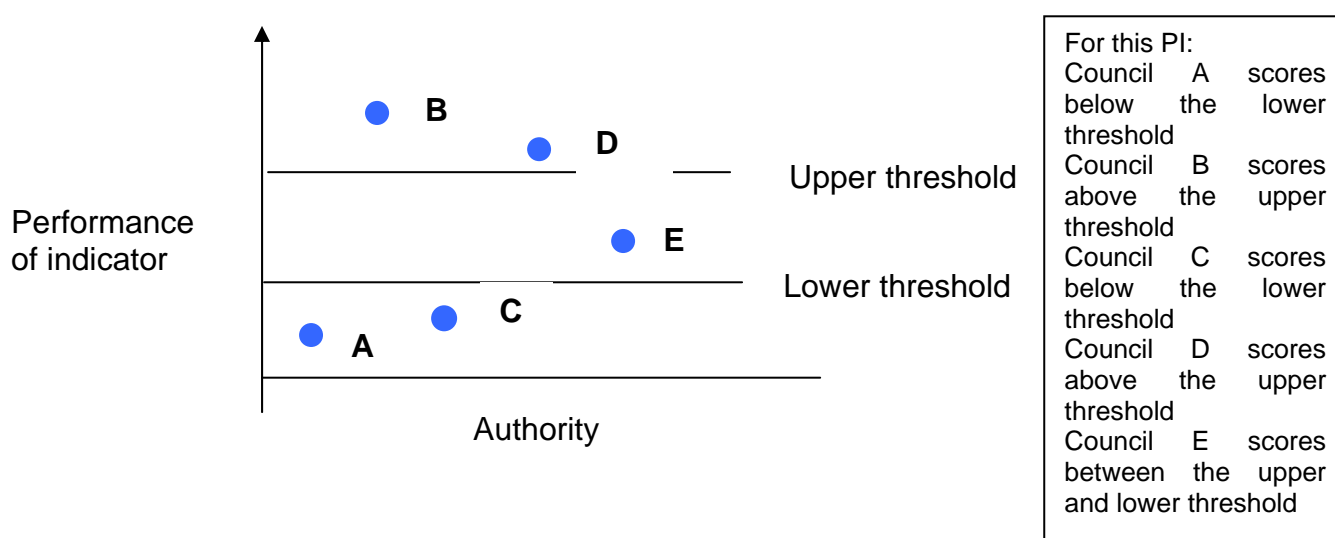 B
D
Upper threshold
Performance
of indicator
E
Lower threshold
C
A
Authority
For this PI:
Council A scores
below the lower
threshold
Council B scores
above the upper
threshold
Council C scores
below the lower
threshold
Council D scores
above the upper
threshold
Council E scores
between the upper
and lower threshold